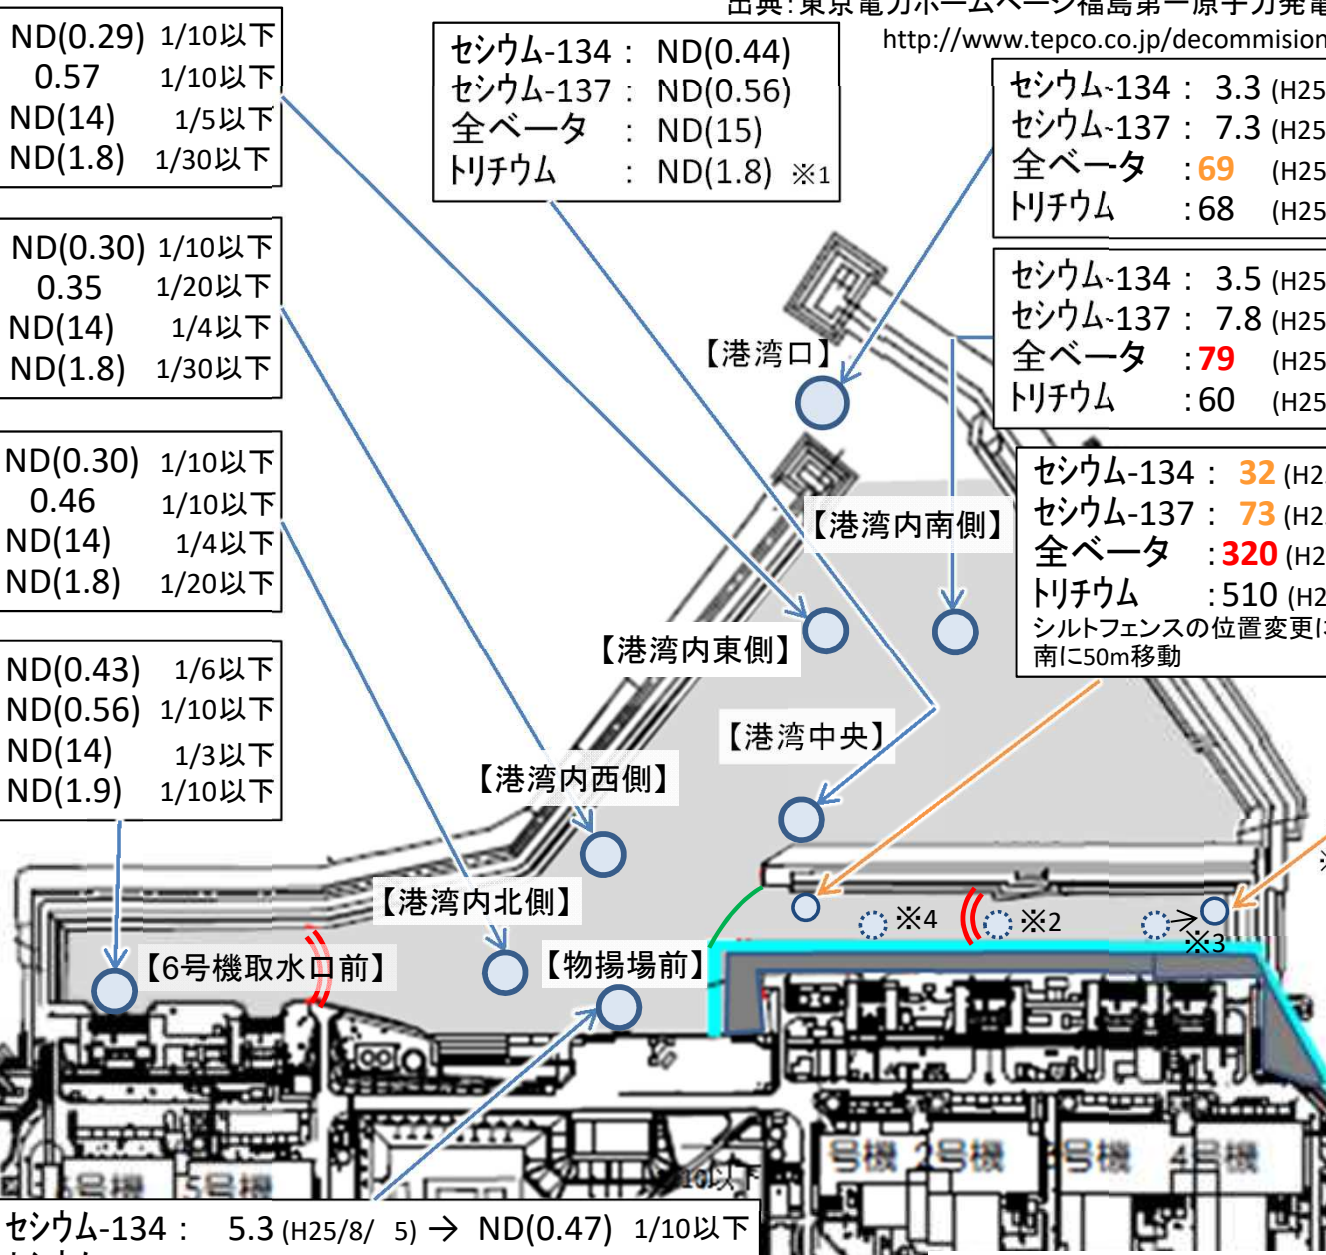 出典：東京電力ホームページ福島第一原子力発電
http://www.tepco.co.jp/decommision
ND(0.29) 1/10以下
0.57 1/10以下
ND(14) 1/5以下
ND(1.8) 1/30以下
セシウム-134 : ND(0.44)
セシウム-137 : ND(0.56)
全ベータ : ND(15)
トリチウム : ND(1.8) ※1
セシウム-134 : 3.3 (H25
セシウム-137 : 7.3 (H25
全ベータ : 69 (H25
トリチウム : 68 (H25
ND(0.30) 1/10以下
0.35 1/20以下
ND(14) 1/4以下
ND(1.8) 1/30以下
セシウム-134 : 3.5 (H25
セシウム-137 : 7.8 (H25
全ベータ : 79 (H25
トリチウム : 60 (H25
【港湾口】
ND(0.30) 1/10以下
0.46 1/10以下
ND(14) 1/4以下
ND(1.8) 1/20以下
セシウム-134 : 32 (H2
セシウム-137 : 73 (H2
全ベータ : 320 (H2
トリチウム : 510 (H2
シルトフェンスの位置変更に
南に50m移動
【港湾内南側】
【港湾内東側】
ND(0.43) 1/6以下
ND(0.56) 1/10以下
ND(14) 1/3以下
ND(1.9) 1/10以下
【港湾中央】
【港湾内西側】
【港湾内北側】
※4
※2
※3
【6号機取水口前】
【物揚場前】
号機 2号機 3号機 4号機
6号機 5号機
10以下
セシウム-134 : 5.3 (H25/8/ 5) → ND(0.47) 1/10以下